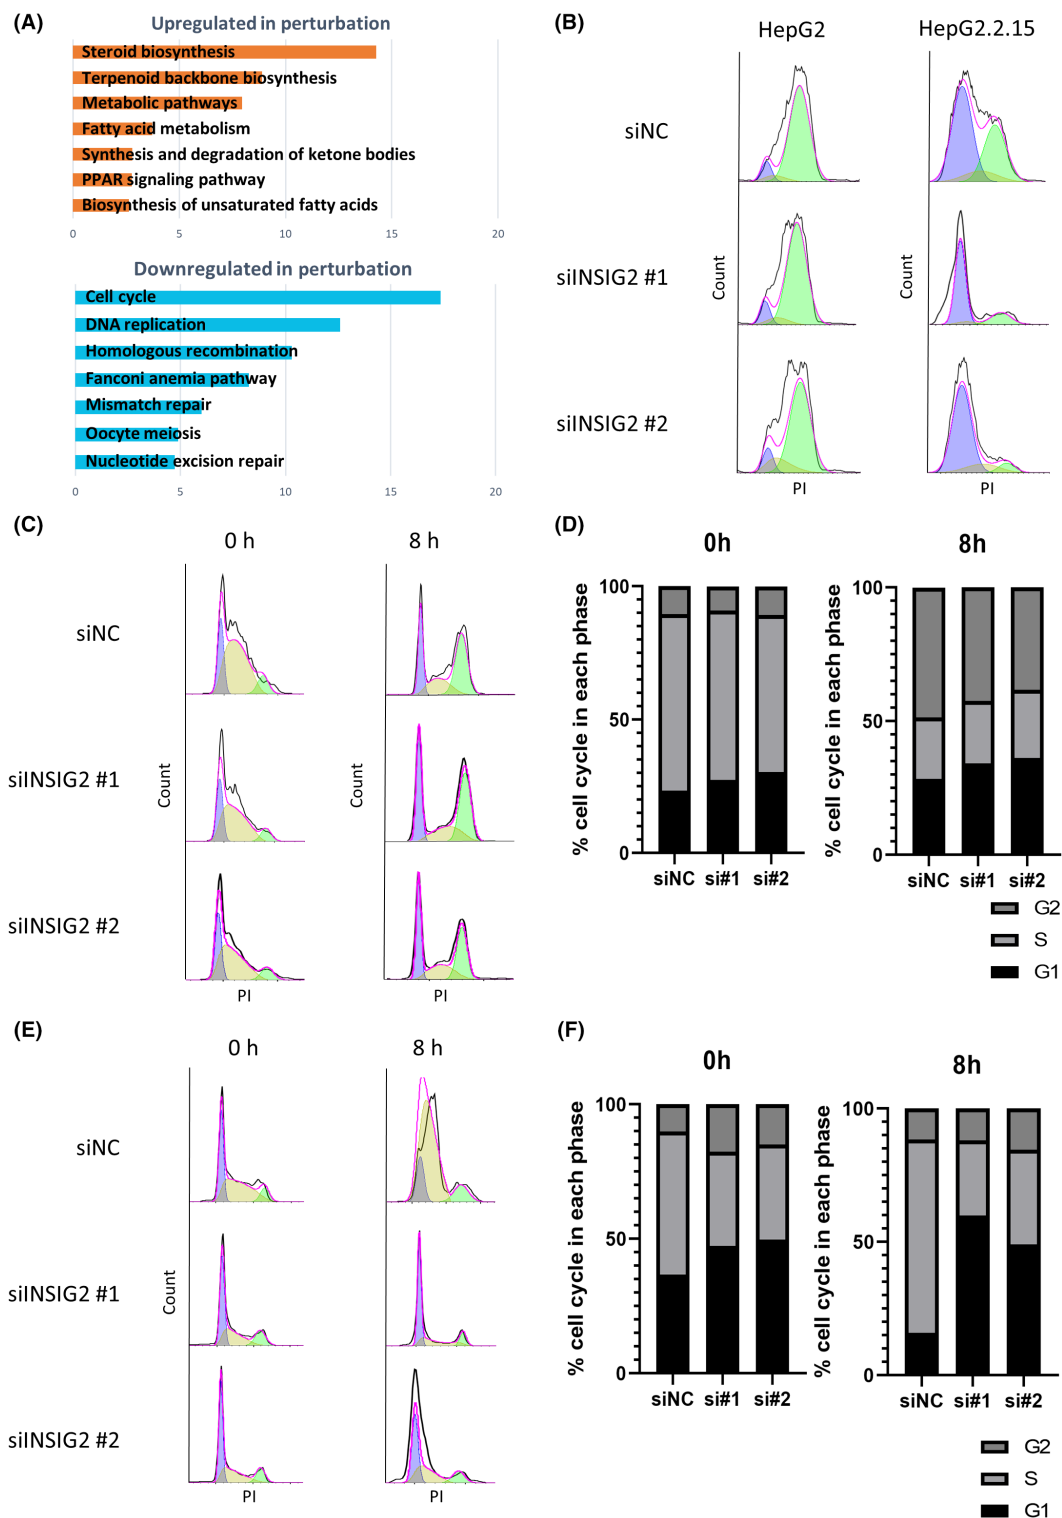 (A)
Upregulated in perturbation
Steroid biosynthesis
Terpenoid backbone biosynthesis
Metabolic pathways
Fatty acid metabolism
Synthesis and degradation of ketone bodies
PPAR signaling pathway
Biosynthesis of unsaturated fatty acids
0 5 10 15 20
Downregulated in perturbation
Cell cycle
DNA replication
Homologous recombination
Fanconi anemia pathway
Mismatch repair
Oocyte meiosis
Nucleotide excision repair
0 5 10 15 20
(B)
HepG2 HepG2.2.15
siNC
siINSIG2 #1
siINSIG2 #2
Count Count
PI PI
(C)
0 h 8 h
siNC
siINSIG2 #1
siINSIG2 #2
Count Count
PI PI
(D)
0h 8h
% cell cycle in each phase
100
50
0
siNC si#1 si#2
% cell cycle in each phase
100
50
0
siNC si#1 si#2
G2
S
G1
(E)
0 h 8 h
siNC
siINSIG2 #1
siINSIG2 #2
Count
PI PI
(F)
0h 8h
% cell cycle in each phase
100
50
0
siNC si#1 si#2
% cell cycle in each phase
100
50
0
siNC si#1 si#2
G2
S
G1